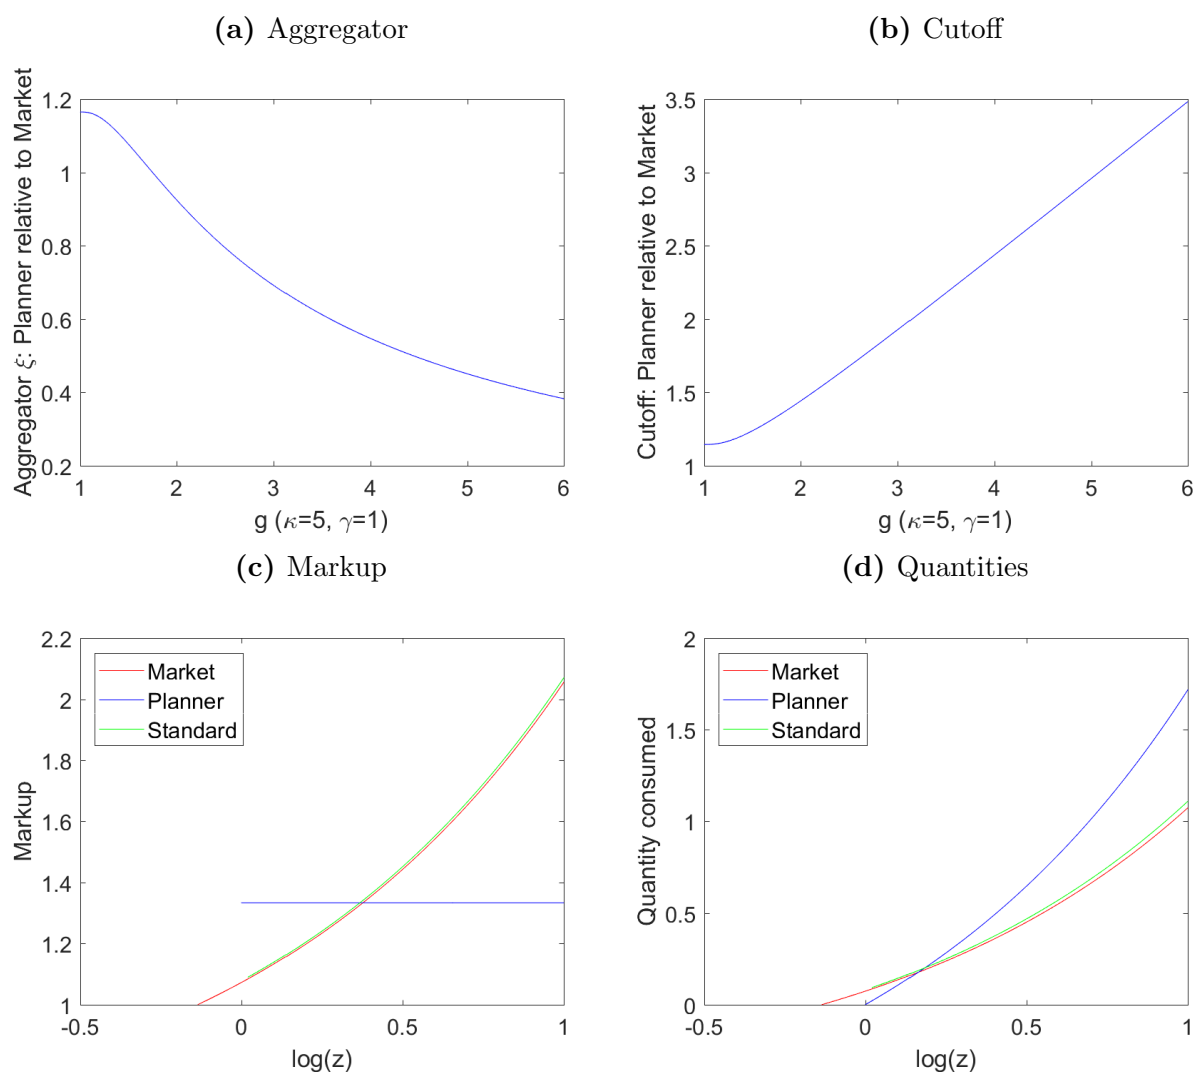 (a) Aggregator
Aggregator ξ: Planner relative to Market
1.2
1
0.8
0.6
0.4
0.2
1 2 3 4 5 6
g (κ=5, γ=1)
(b) Cutoff
Cutoff: Planner relative to Market
3.5
3
2.5
2
1.5
1
1 2 3 4 5 6
g (κ=5, γ=1)
(c) Markup
Markup
2.2
2
1.8
1.6
1.4
1.2
1
Market
Planner
Standard
-0.5 0 0.5 1
log(z)
(d) Quantities
Quantity consumed
2
1.5
1
0.5
0
Market
Planner
Standard
-0.5 0 0.5 1
log(z)